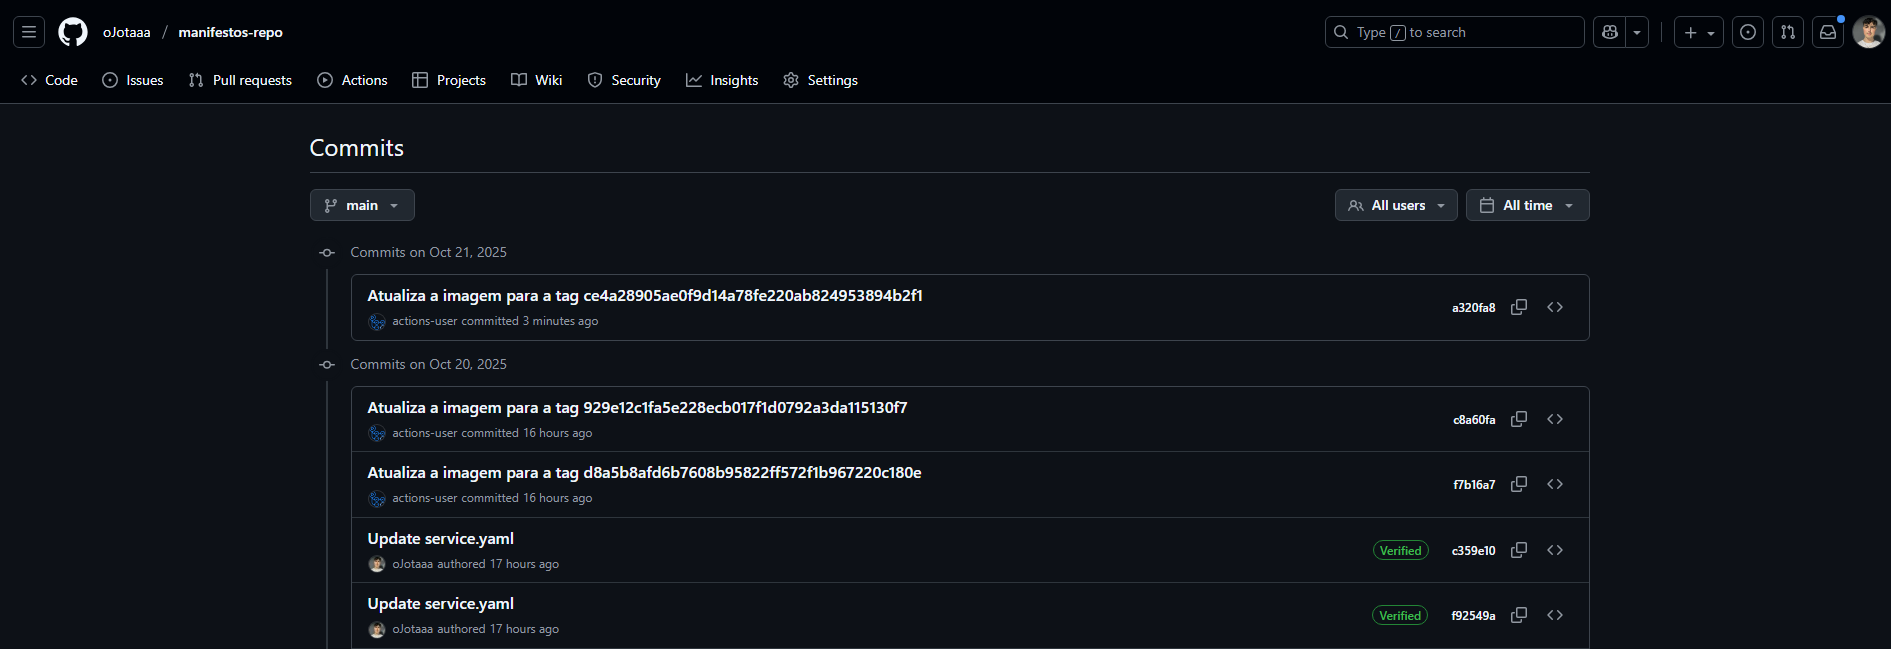 oJotaaa / manifestos-repo
Type / to search
Code Issues Pull requests Actions Projects Wiki Security Insights Settings
Commits
main
All users All time
Commits on Oct 21, 2025
Atualiza a imagem para a tag ce4a28905ae0f9d14a78fe220ab824953894b2f1
a320fa8
actions-user committed 3 minutes ago
Commits on Oct 20, 2025
Atualiza a imagem para a tag 929e12c1fa5e228ecb017f1d0792a3da115130f7
c8a60fa
actions-user committed 16 hours ago
Atualiza a imagem para a tag d8a5b8afd6b7608b95822ff572f1b967220c180e
f7b16a7
actions-user committed 16 hours ago
Update service.yaml
Verified c359e10
oJotaaa authored 17 hours ago
Update service.yaml
Verified f92549a
oJotaaa authored 17 hours ago